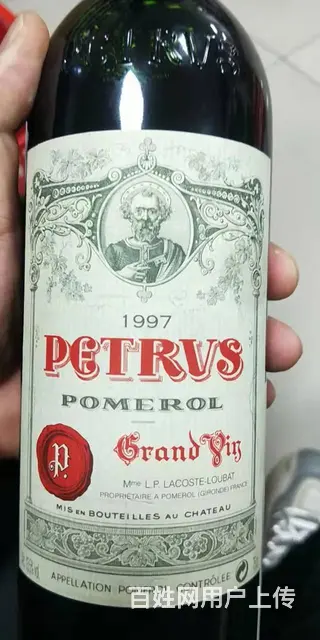 1997
PETRVS
POMEROL
Grand Vin
P.
Mme L.P. LACOSTE-LOUBAT
PROPRIÉTAIRE A POMEROL (GIRONDE) FRANCE
MIS EN BOUTEILLES AU CHATEAU
APPELLATION POMEROL CONTRÔLÉE
百姓网用户上传